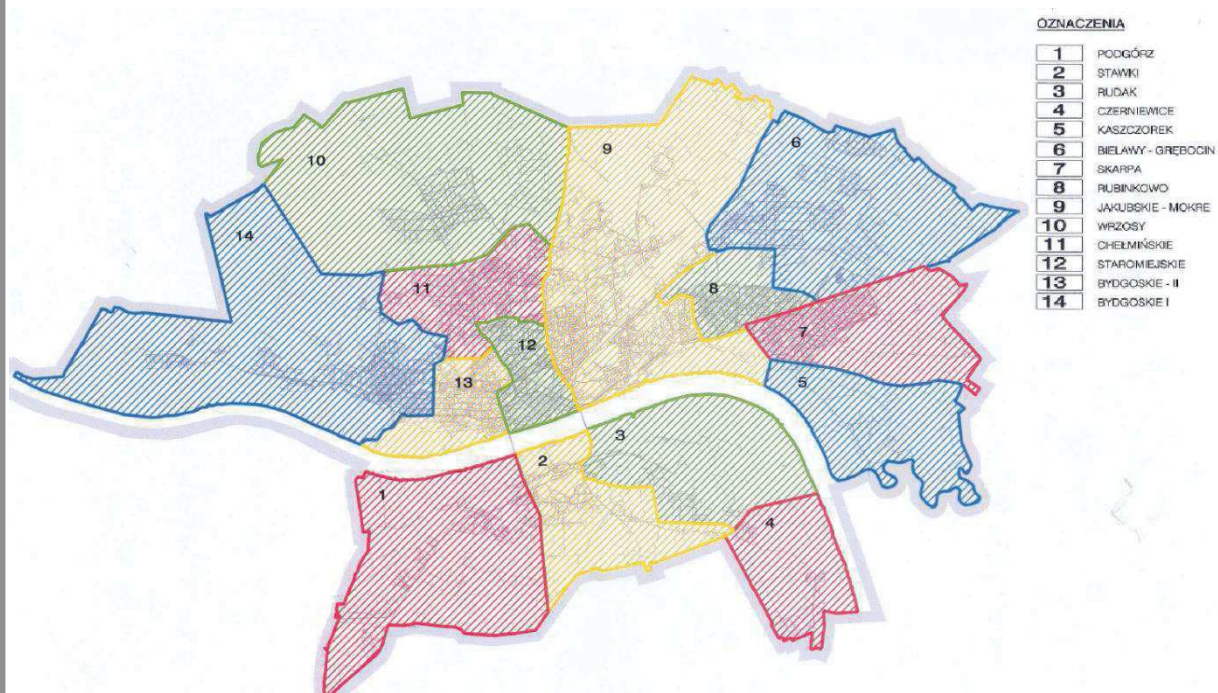 OZNACZENIA
1 PODGÓRZ
2 STAWKI
3 RUDAK
4 CZERNIEWICE
5 KASZCZOREK
6 BIELAWY - GRĘBOCIN
7 SKARPA
8 RUBINKOWO
9 JAKUBSKIE - MOKRE
10 WRZOSY
11 CHEŁMIŃSKIE
12 STAROMIEJSKIE
13 BYDGOSKIE - II
14 BYDGOSKIE I
9
6
10
14
11
8
12
7
13
5
3
2
1
4